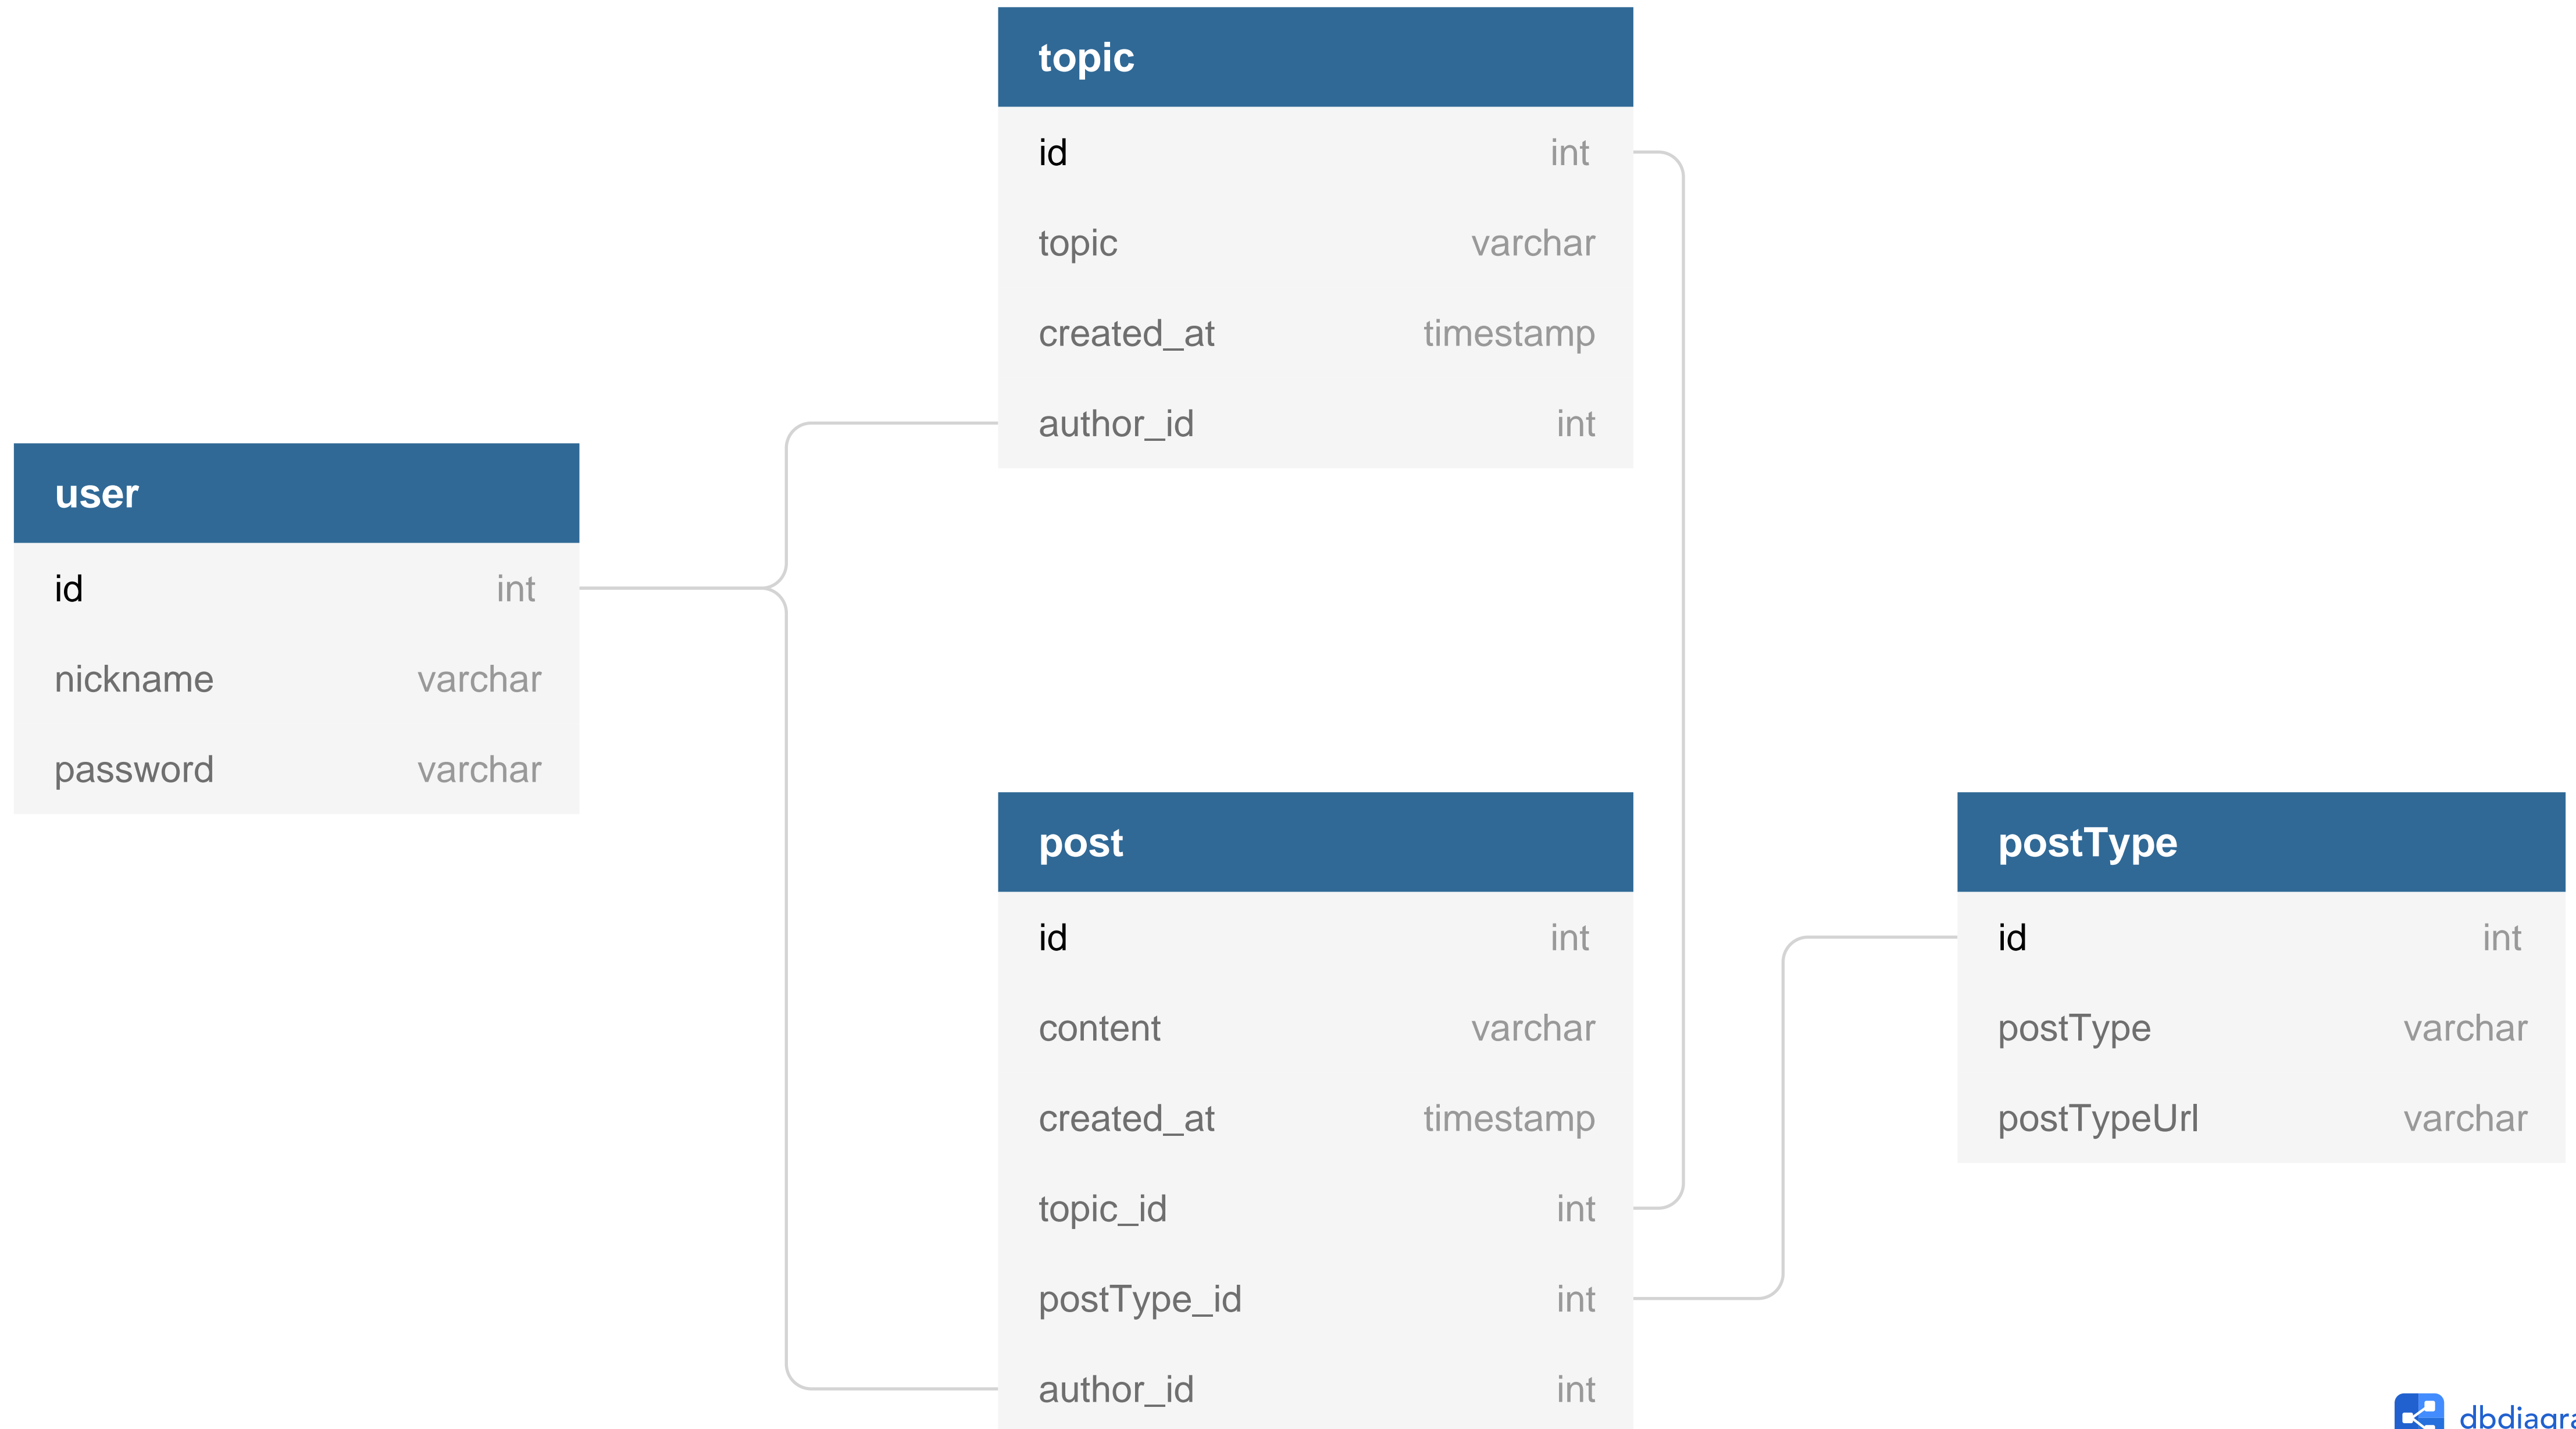 topic
id int
topic varchar
created_at timestamp
author_id int
user
id int
nickname varchar
password varchar
post
id int
content varchar
created_at timestamp
topic_id int
postType_id int
author_id int
postType
id int
postType varchar
postTypeUrl varchar